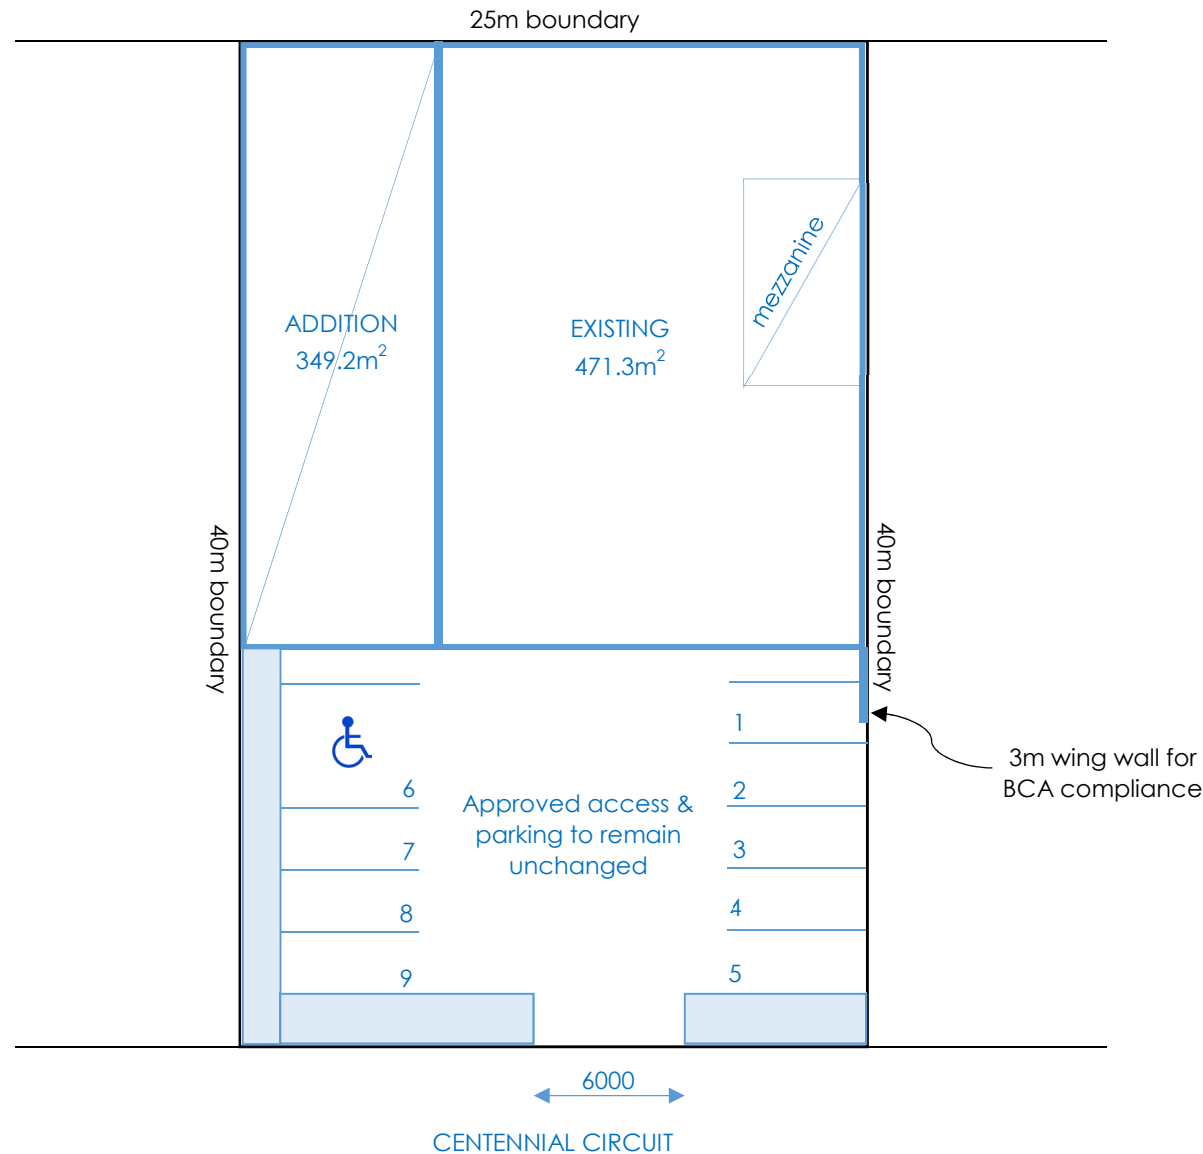 25m boundary
ADDITION
349.2m²
EXISTING
471.3m²
mezzanine
40m boundary
40m boundary
1
2
3
4
5
6
7
8
9
Approved access &
parking to remain
unchanged
3m wing wall for
BCA compliance
6000
CENTENNIAL CIRCUIT